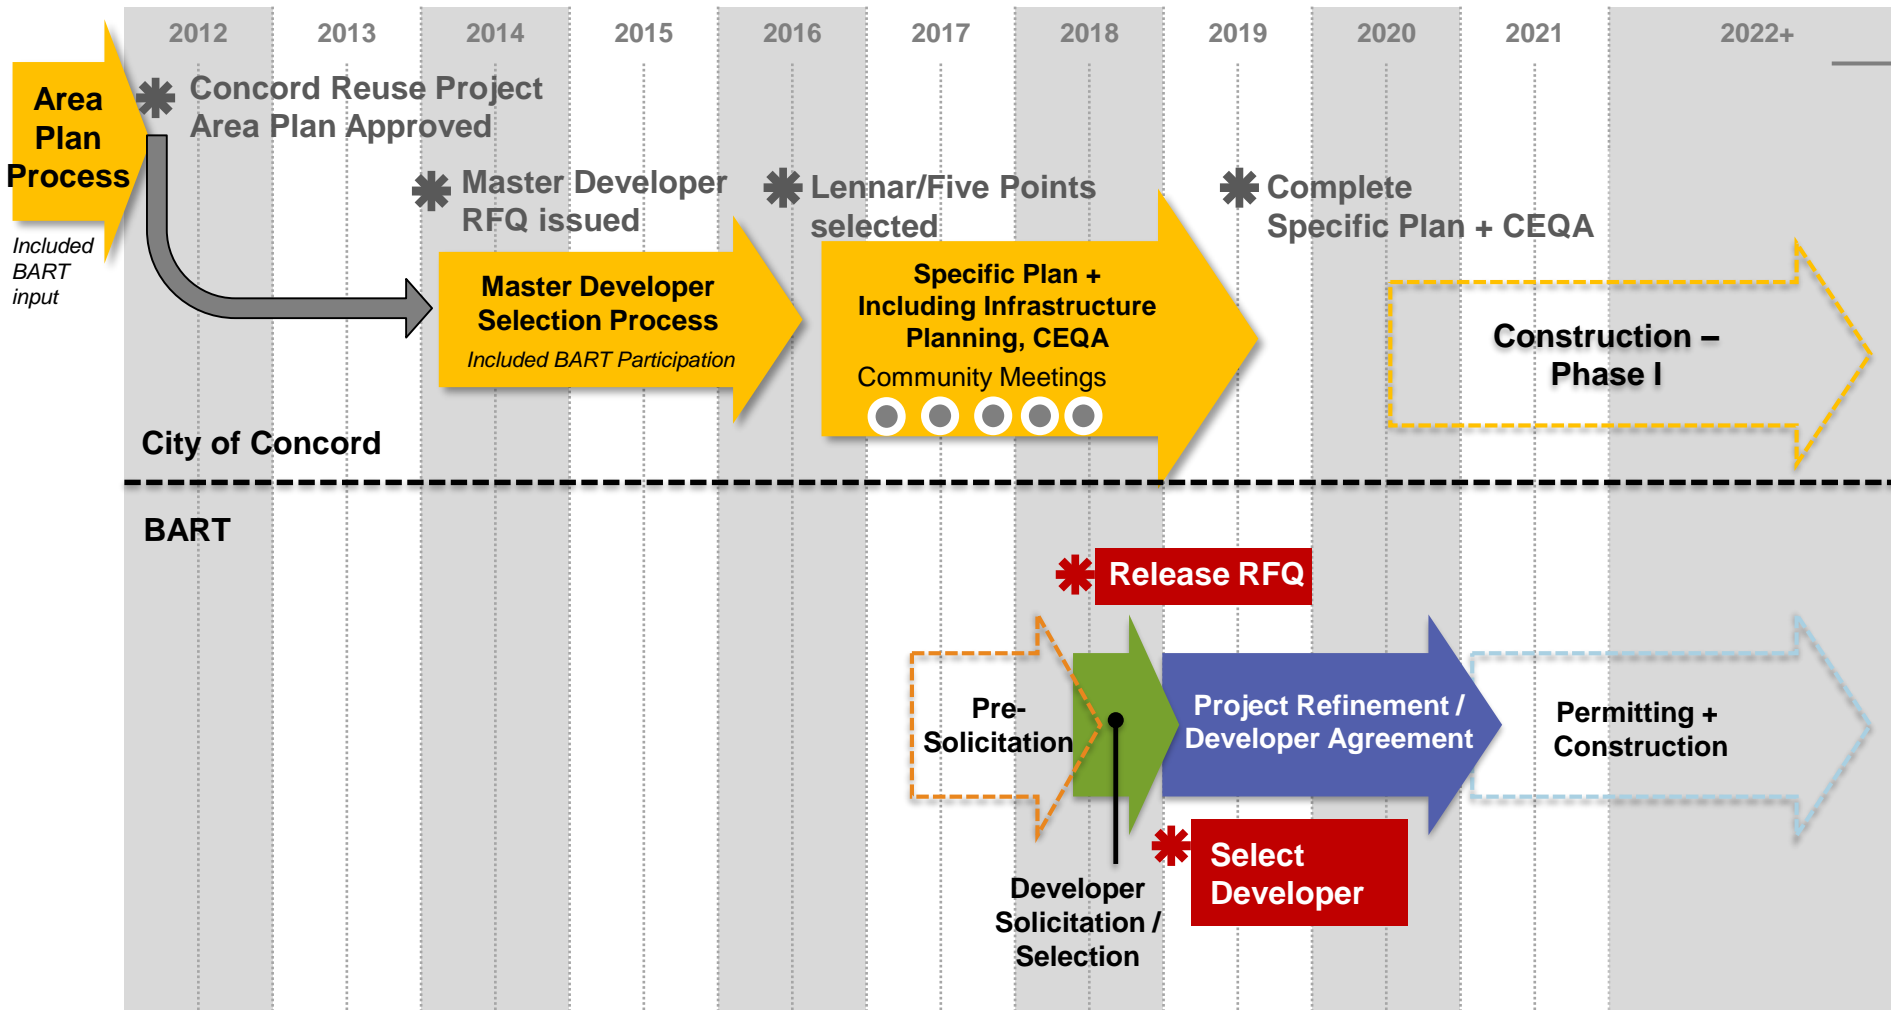 2012 2013 2014 2015 2016 2017 2018 2019 2020 2021 2022+
Area
Plan
Process
Included
BART
input
Concord Reuse Project
Area Plan Approved
Master Developer
RFQ issued
Lennar/Five Points
selected
Complete
Specific Plan + CEQA
Master Developer
Selection Process
Included BART Participation
Specific Plan +
Including Infrastructure
Planning, CEQA
Community Meetings
Construction –
Phase I
City of Concord
BART
Release RFQ
Pre-
Solicitation
Project Refinement /
Developer Agreement
Permitting +
Construction
Developer
Solicitation /
Selection
Select
Developer